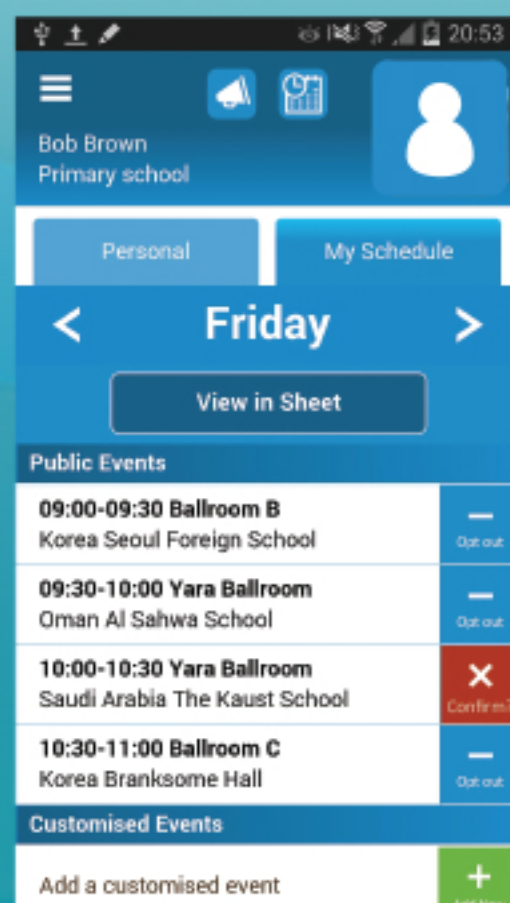 20:53
Bob Brown
Primary school
Personal
My Schedule
< Friday >
View in Sheet
Public Events
09:00-09:30 Ballroom B
Korea Seoul Foreign School
Opt out
09:30-10:00 Yara Ballroom
Oman Al Sahwa School
Opt out
10:00-10:30 Yara Ballroom
Saudi Arabia The Kaust School
Confirm?
10:30-11:00 Ballroom C
Korea Branksome Hall
Opt out
Customised Events
Add a customised event
Add New